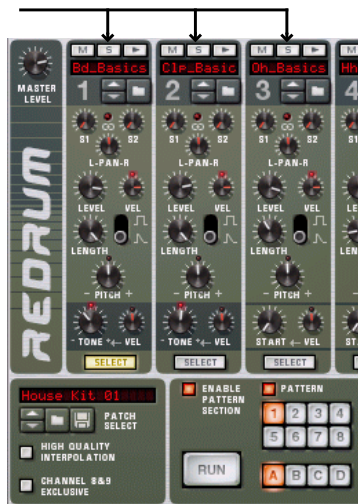 M S M S M S
MASTER LEVEL
Bd_Basics Clp_Basic Oh_Basics Hh
1 2 3 4
REDRUM
S1 S2 S1 S2 S1 S2 S1
L-PAN-R L-PAN-R L-PAN-R
LEVEL VEL LEVEL VEL LEVEL VEL
LENGTH LENGTH LENGTH
- PITCH + - PITCH + - PITCH +
- TONE + VEL - TONE + VEL START VEL
SELECT SELECT SELECT
House Kit 01
PATCH SELECT
HIGH QUALITY INTERPOLATION
CHANNEL 8&9 EXCLUSIVE
ENABLE PATTERN SECTION
PATTERN
1 2 3 4
5 6 7 8
RUN
A B C D